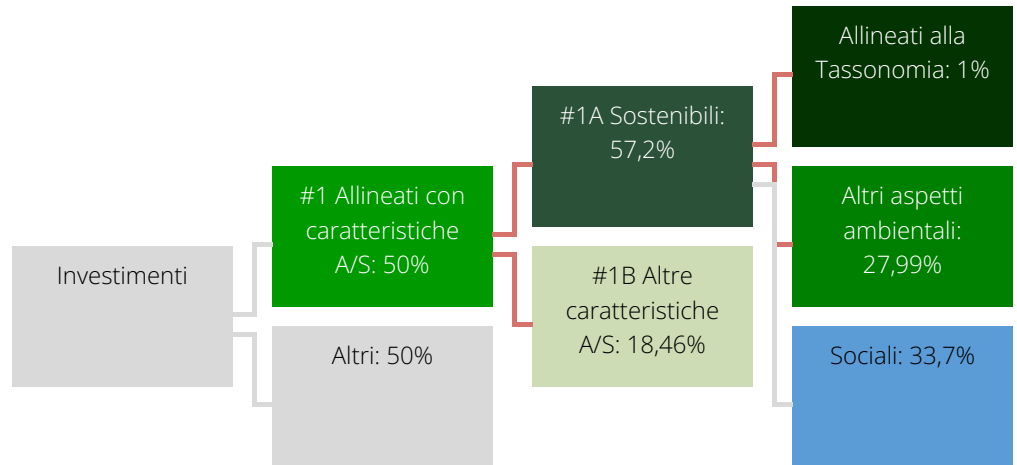 Investimenti
#1 Allineati con
caratteristiche
A/S: 50%
Altri: 50%
#1A Sostenibili:
57,2%
#1B Altre
caratteristiche
A/S: 18,46%
Allineati alla
Tassonomia: 1%
Altri aspetti
ambientali:
27,99%
Sociali: 33,7%